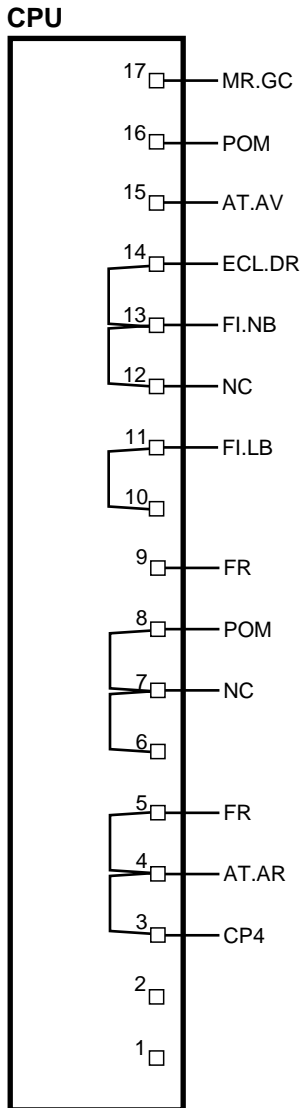 CPU
17 MR.GC
16 POM
15 AT.AV
14 ECL.DR
13 FI.NB
12 NC
11 FI.LB
10
9 FR
8 POM
7 NC
6
5 FR
4 AT.AR
3 CP4
2
1